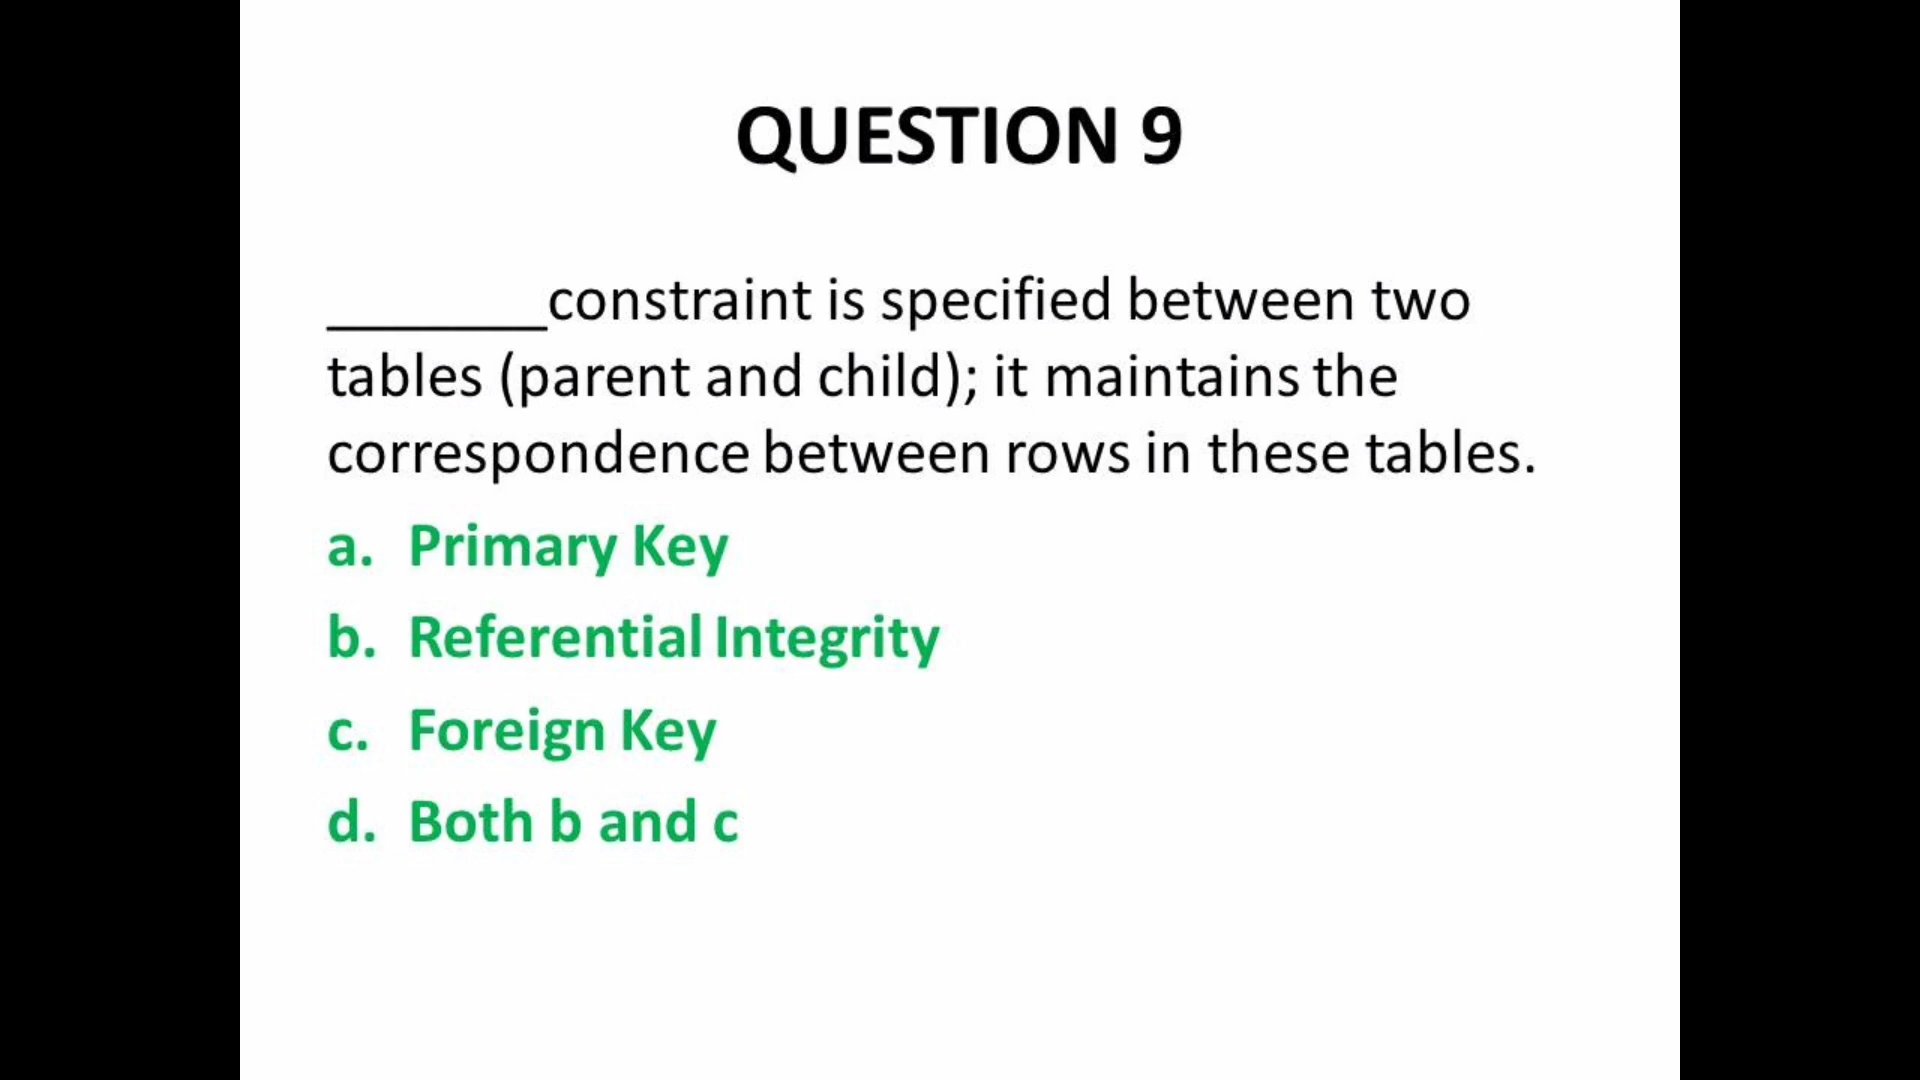 QUESTION 9
_______constraint is specified between two
tables (parent and child); it maintains the
correspondence between rows in these tables.
a. Primary Key
b. Referential Integrity
c. Foreign Key
d. Both b and c